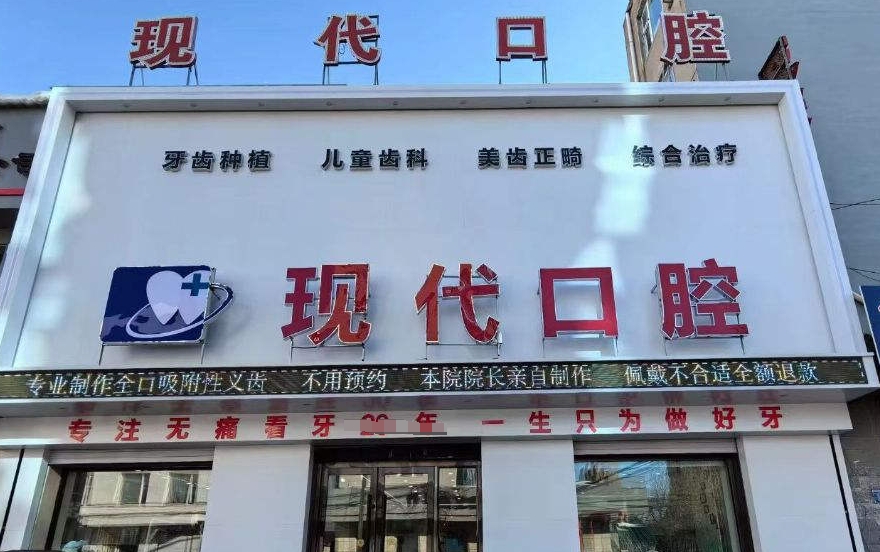 现代口腔
牙齿种植 儿童齿科 美齿正畸 综合治疗
现代口腔
专业制作全口吸附性义齿 不用预约 本院院长亲自制作 佩戴不合适全额退款
专注无痛看牙 年 一生只为做好牙